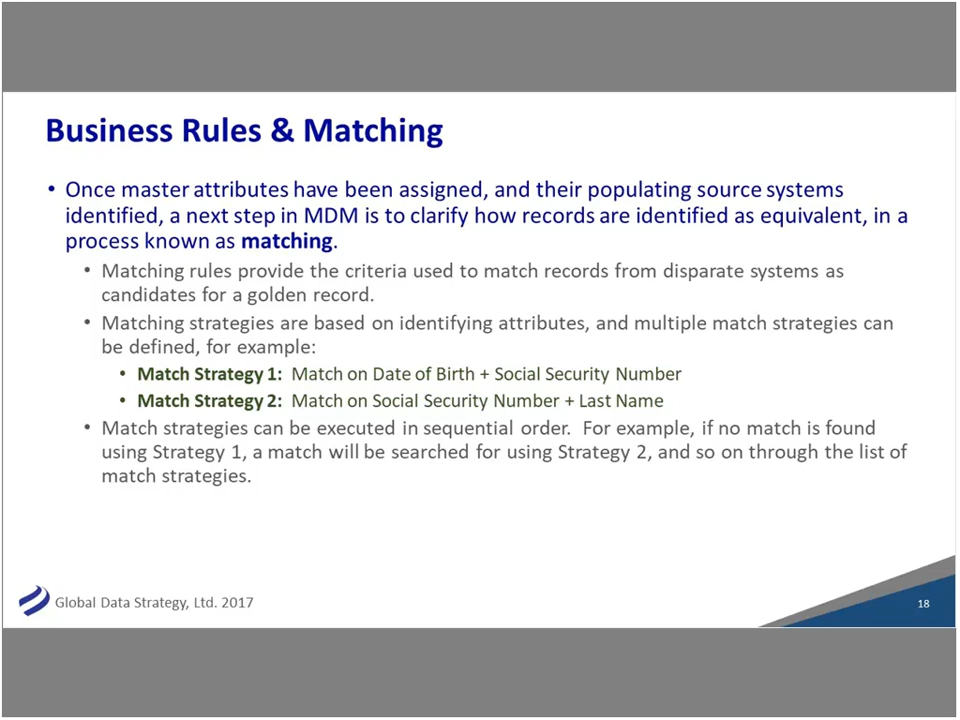 Business Rules & Matching
• Once master attributes have been assigned, and their populating source systems
identified, a next step in MDM is to clarify how records are identified as equivalent, in a
process known as matching.
• Matching rules provide the criteria used to match records from disparate systems as
candidates for a golden record.
• Matching strategies are based on identifying attributes, and multiple match strategies can
be defined, for example:
• Match Strategy 1: Match on Date of Birth + Social Security Number
• Match Strategy 2: Match on Social Security Number + Last Name
• Match strategies can be executed in sequential order. For example, if no match is found
using Strategy 1, a match will be searched for using Strategy 2, and so on through the list of
match strategies.
Global Data Strategy, Ltd. 2017
18